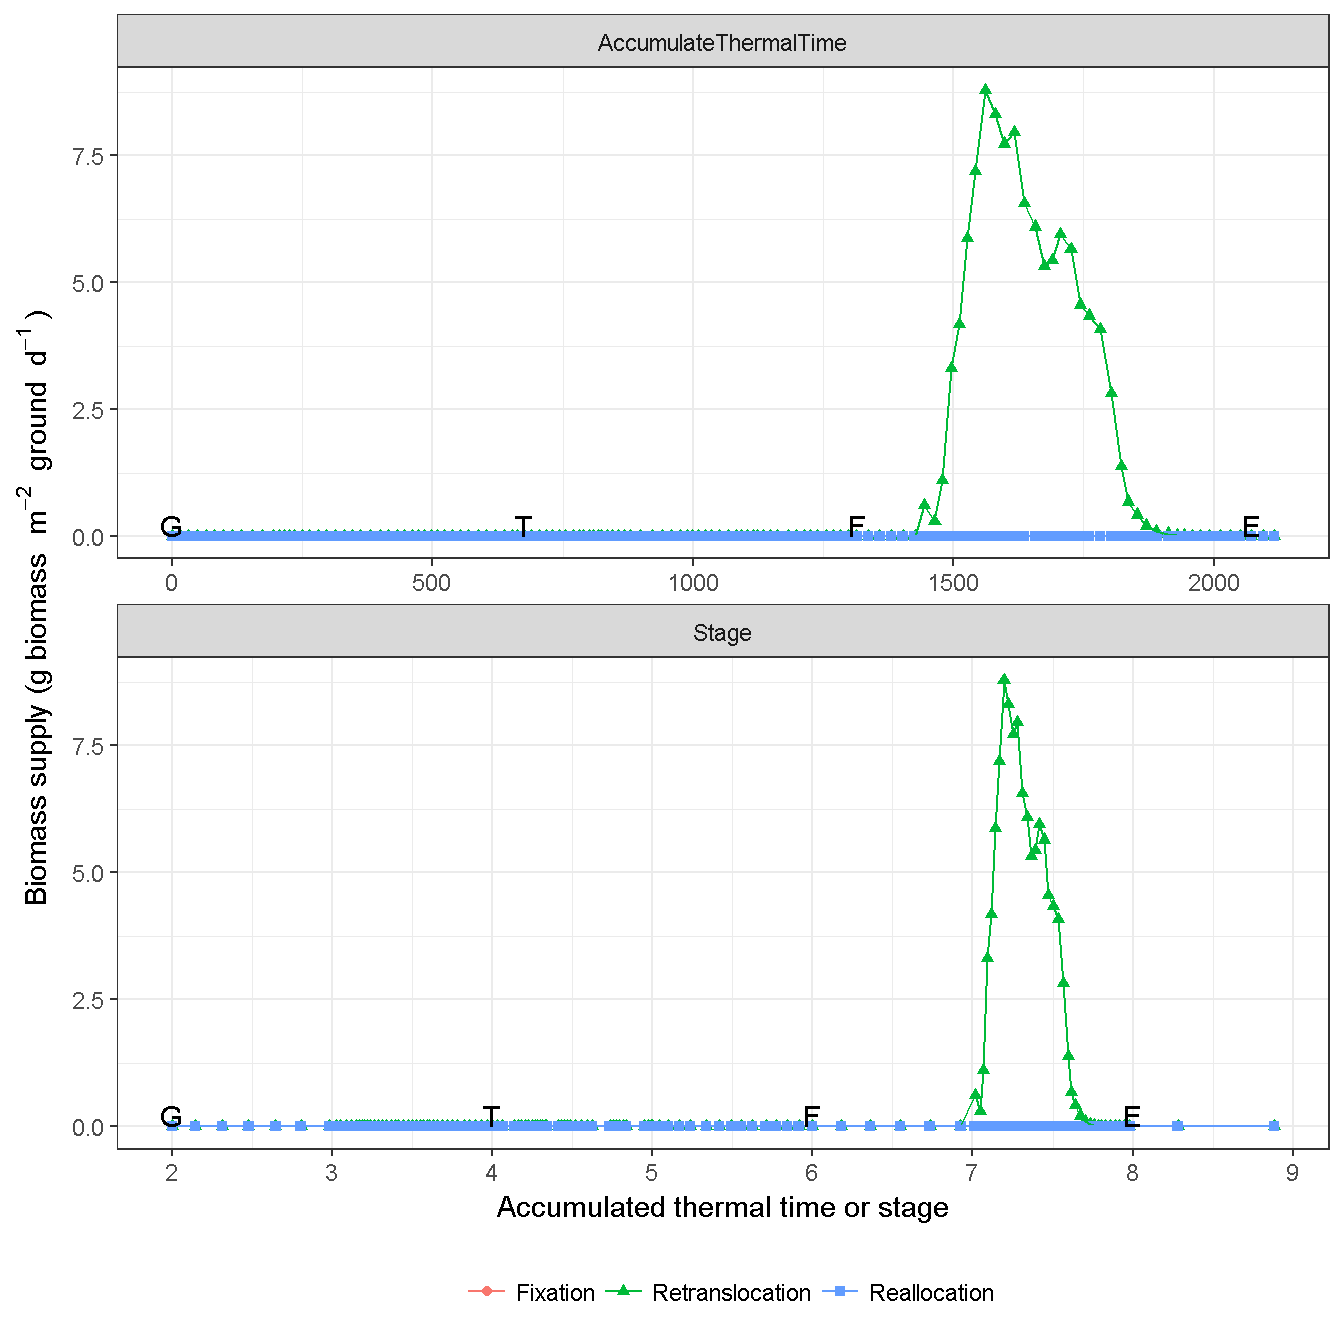 AccumulateThermalTime
7.5
5.0
2.5
0.0
G T F E
0 500 1000 1500 2000
Stage
7.5
5.0
2.5
0.0
G T F E
2 3 4 5 6 7 8 9
Biomass supply (g biomass m⁻² ground d⁻¹)
Accumulated thermal time or stage
Fixation Retranslocation Reallocation